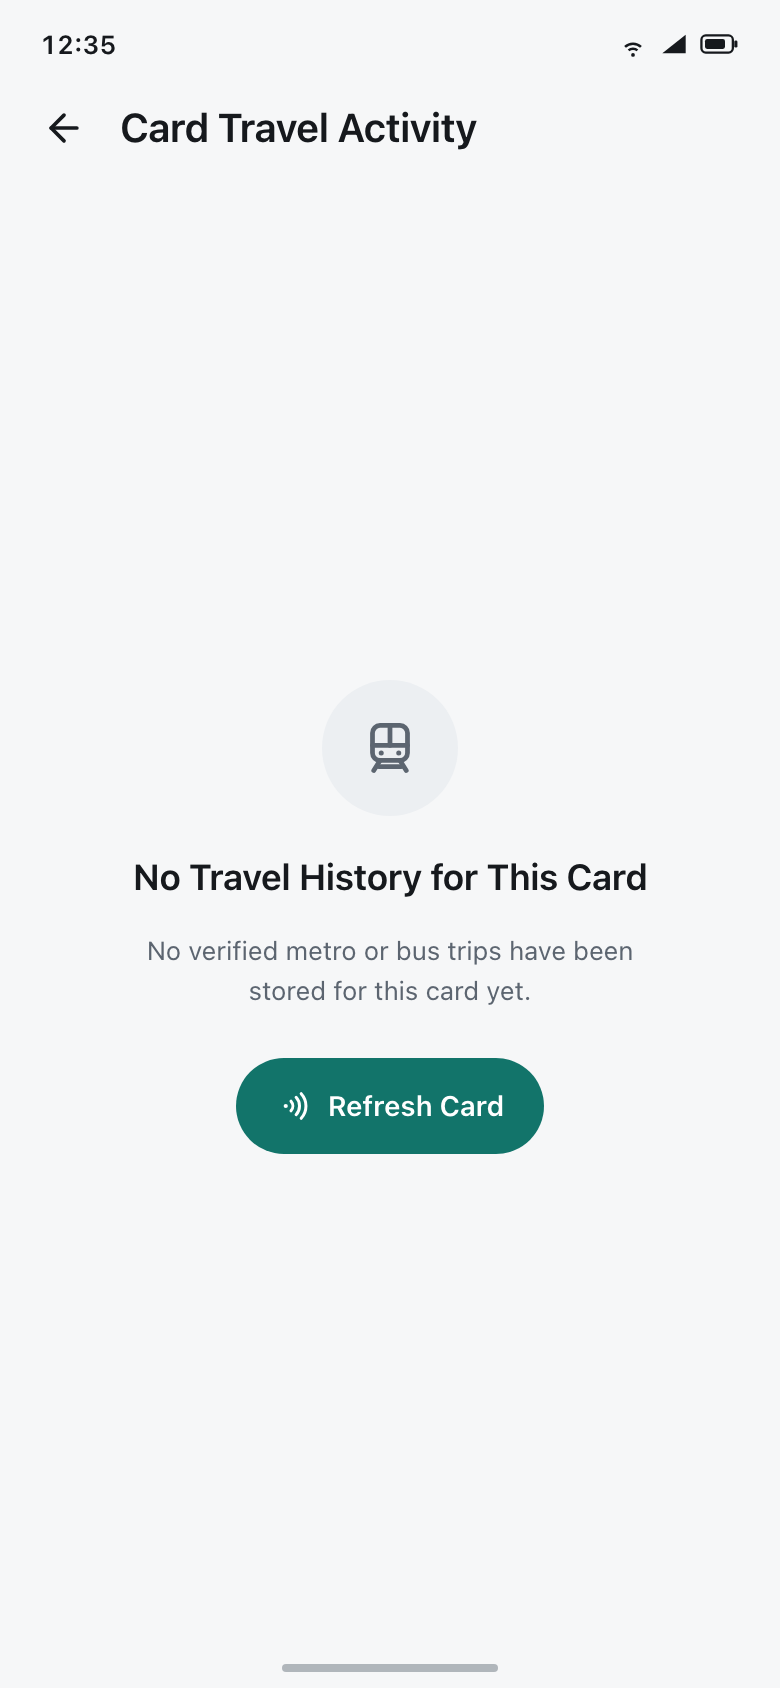 12:35
Card Travel Activity
No Travel History for This Card
No verified metro or bus trips have been
stored for this card yet.
Refresh Card